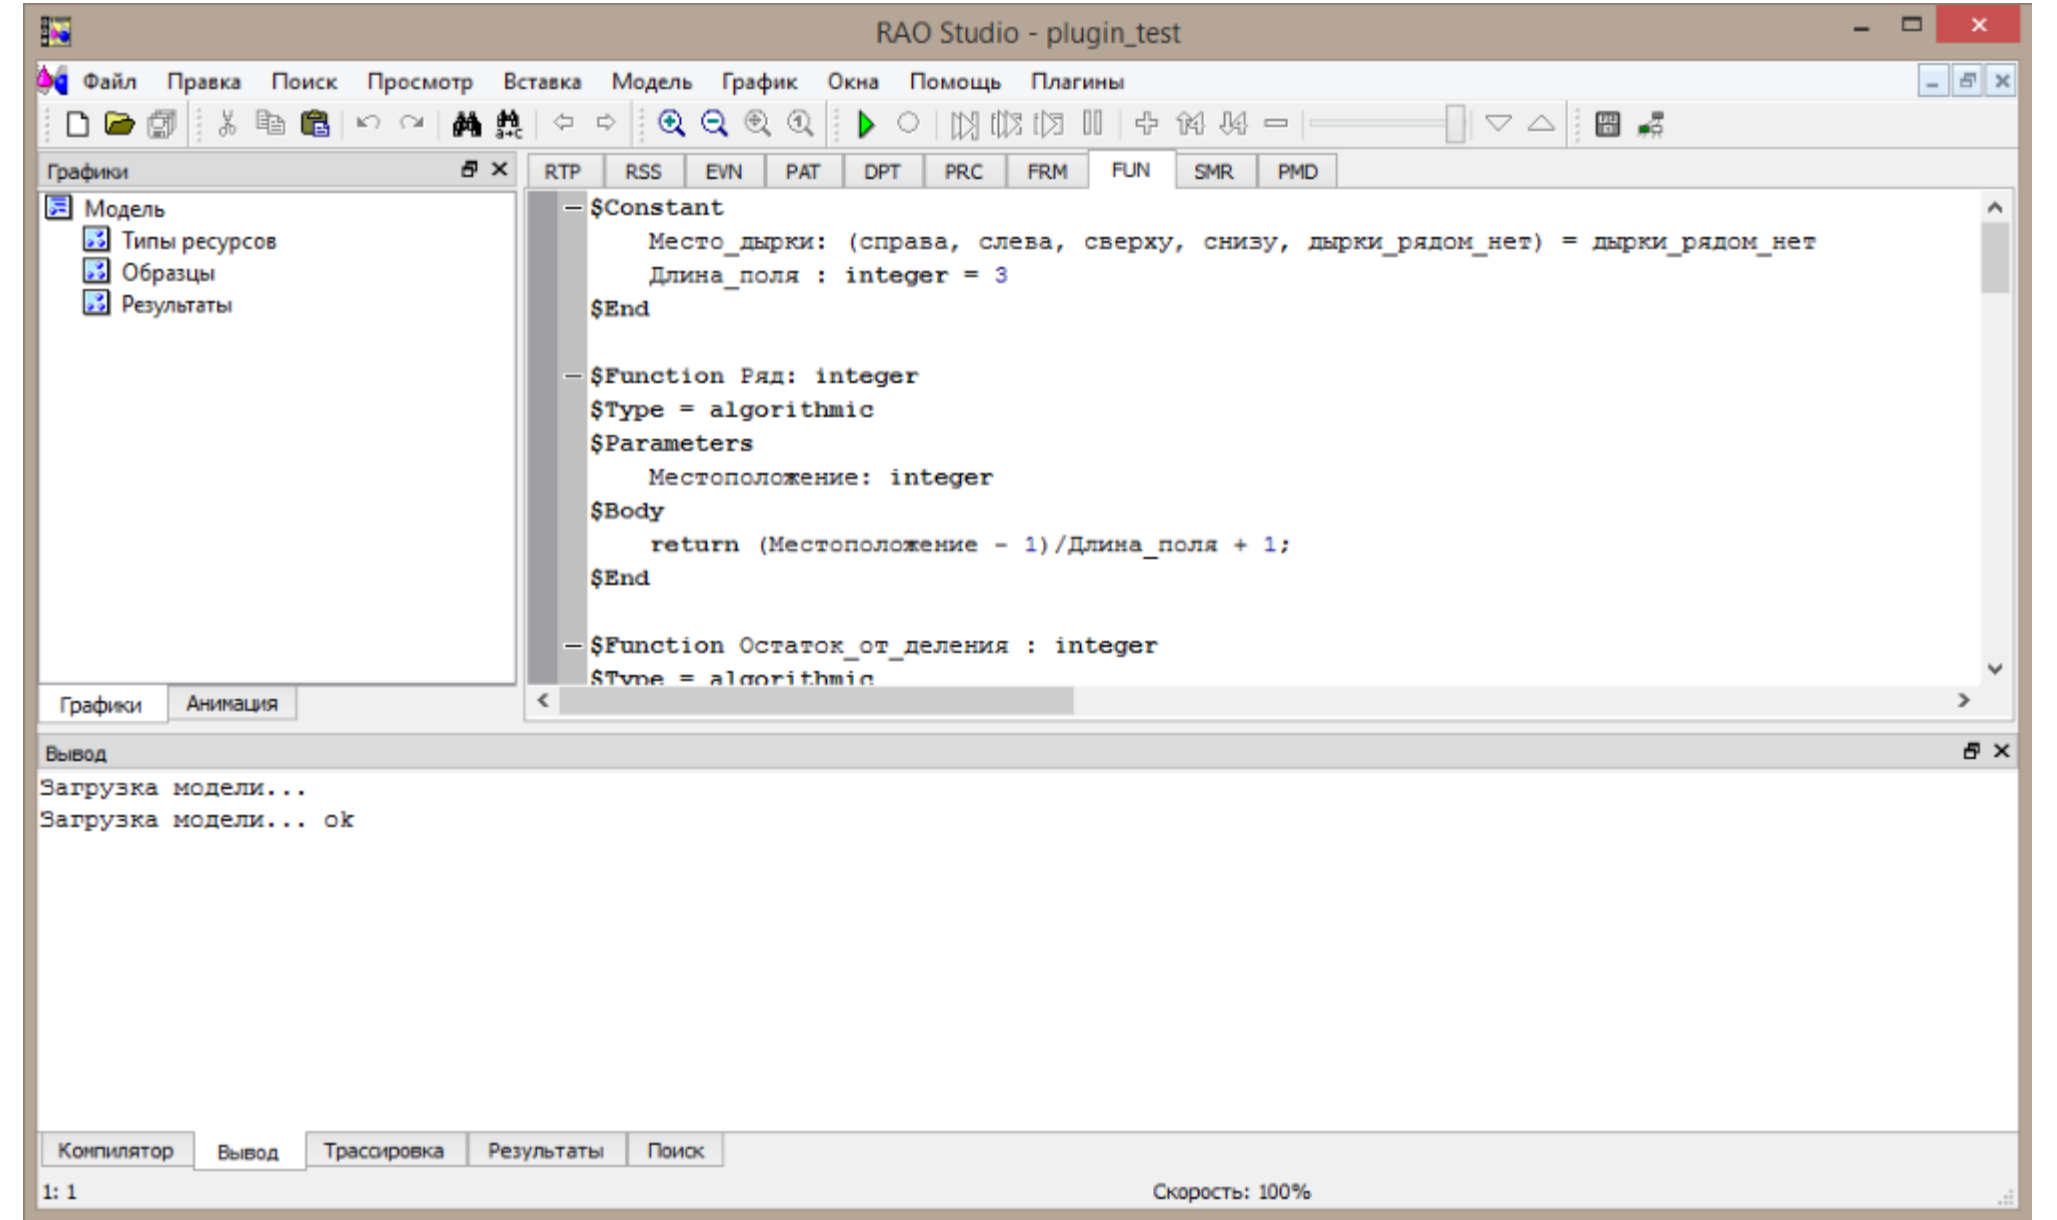 RAO Studio - plugin_test
Файл Правка Поиск Просмотр Вставка Модель График Окна Помощь Плагины
Графики
Модель
Типы ресурсов
Образцы
Результаты
Графики Анимация
RTP RSS EVN PAT DPT PRC FRM FUN SMR PMD
$Constant
Место_дырки: (справа, слева, сверху, снизу, дырки_рядом_нет) = дырки_рядом_нет
Длина_поля : integer = 3
$End
$Function Ряд: integer
$Type = algorithmic
$Parameters
Местоположение: integer
$Body
return (Местоположение - 1)/Длина_поля + 1;
$End
$Function Остаток_от_деления : integer
$Type = algorithmic
Вывод
Загрузка модели...
Загрузка модели... ok
Компилятор Вывод Трассировка Результаты Поиск
1: 1 Скорость: 100%